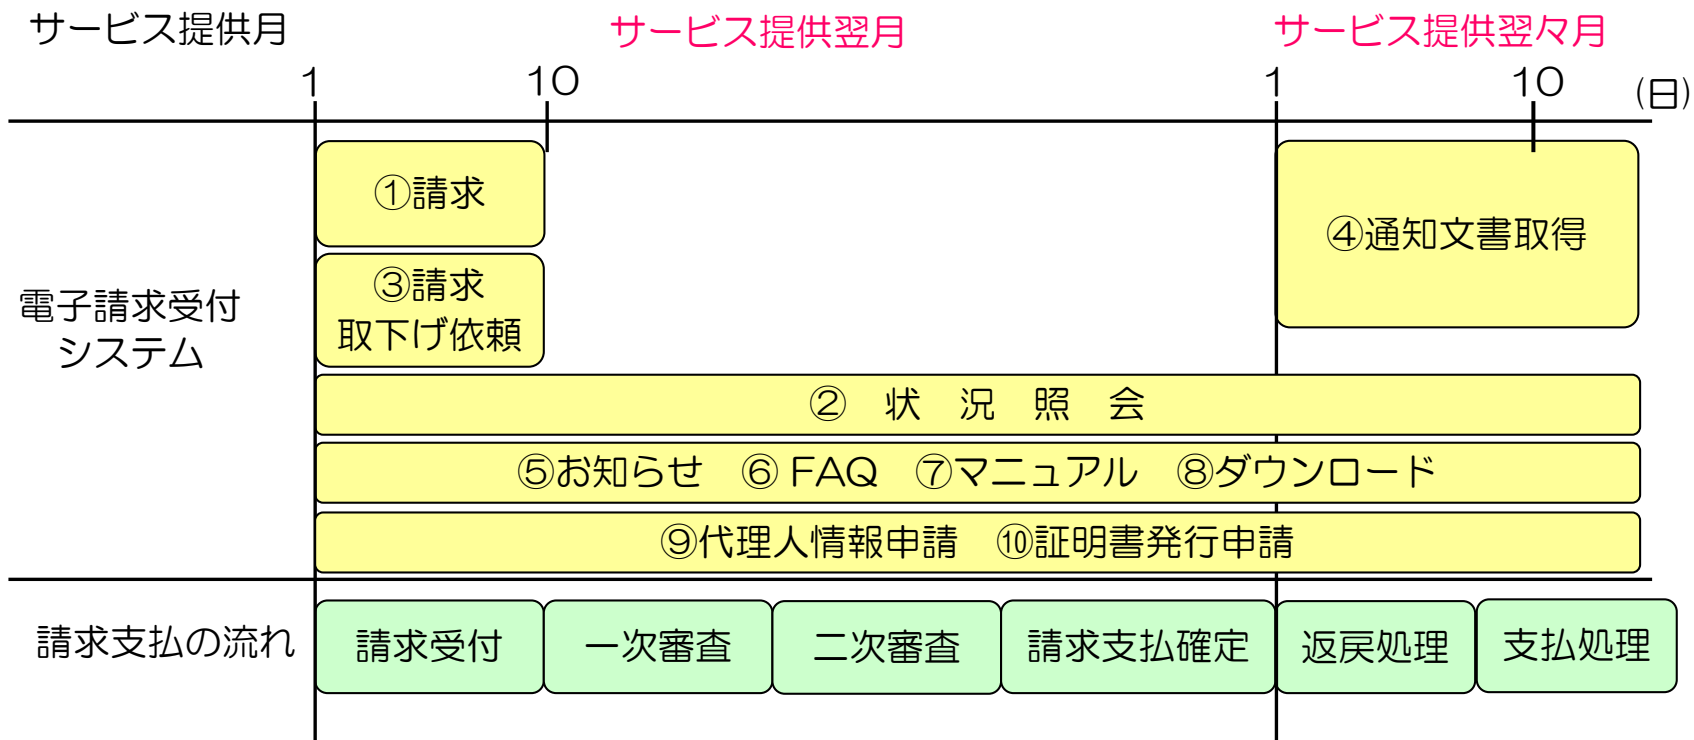 サービス提供月
サービス提供翌月
サービス提供翌々月
1
10
1
10
(日)
①請求
④通知文書取得
③請求
取下げ依頼
電子請求受付
システム
② 状 況 照 会
⑤お知らせ ⑥ FAQ ⑦マニュアル ⑧ダウンロード
⑨代理人情報申請 ⑩証明書発行申請
請求支払の流れ
請求受付
一次審査
二次審査
請求支払確定
返戻処理
支払処理